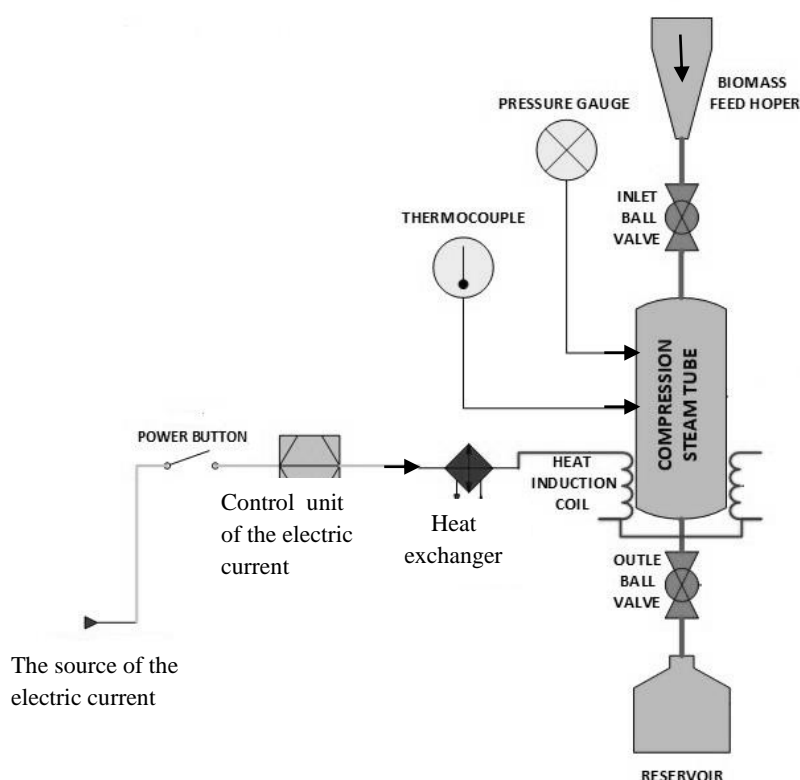 BIOMASS
FEED HOPER
PRESSURE GAUGE
INLET
BALL
VALVE
THERMOCOUPLE
COMPRESSION
STEAM TUBE
POWER BUTTON
HEAT
INDUCTION
COIL
Control unit
of the electric
current
Heat
exchanger
OUTLE
BALL
VALVE
The source of the
electric current
RESERVOIR